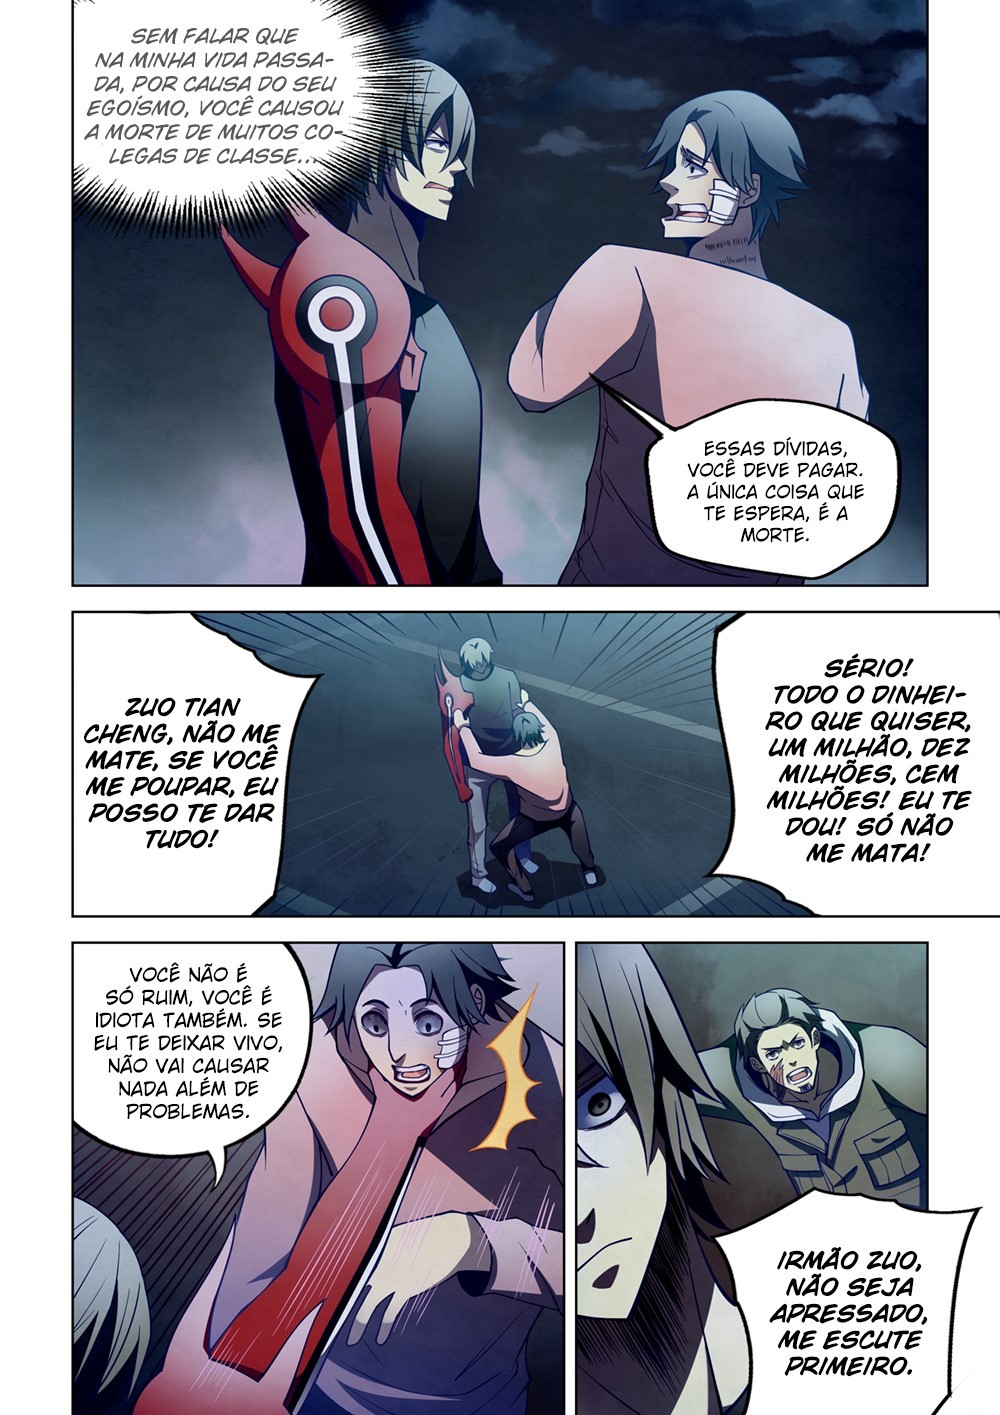 SEM FALAR QUE
NA MINHA VIDA PASSA-
DA, POR CAUSA DO SEU
EGOÍSMO, VOCÊ CAUSOU
A MORTE DE MUITOS CO-
LEGAS DE CLASSE...
ESSAS DÍVIDAS,
VOCÊ DEVE PAGAR.
A ÚNICA COISA QUE
TE ESPERA, É A
MORTE.
ZUO TIAN
CHENG, NÃO ME
MATE, SE VOCÊ
ME POUPAR, EU
POSSO TE DAR
TUDO!
SÉRIO!
TODO O DINHEI-
RO QUE QUISER,
UM MILHÃO, DEZ
MILHÕES, CEM
MILHÕES! EU TE
DOU! SÓ NÃO
ME MATA!
VOCÊ NÃO É
SÓ RUIM, VOCÊ É
IDIOTA TAMBÉM. SE
EU TE DEIXAR VIVO,
NÃO VAI CAUSAR
NADA ALÉM DE
PROBLEMAS.
IRMÃO ZUO,
NÃO SEJA
APRESSADO,
ME ESCUTE
PRIMEIRO.